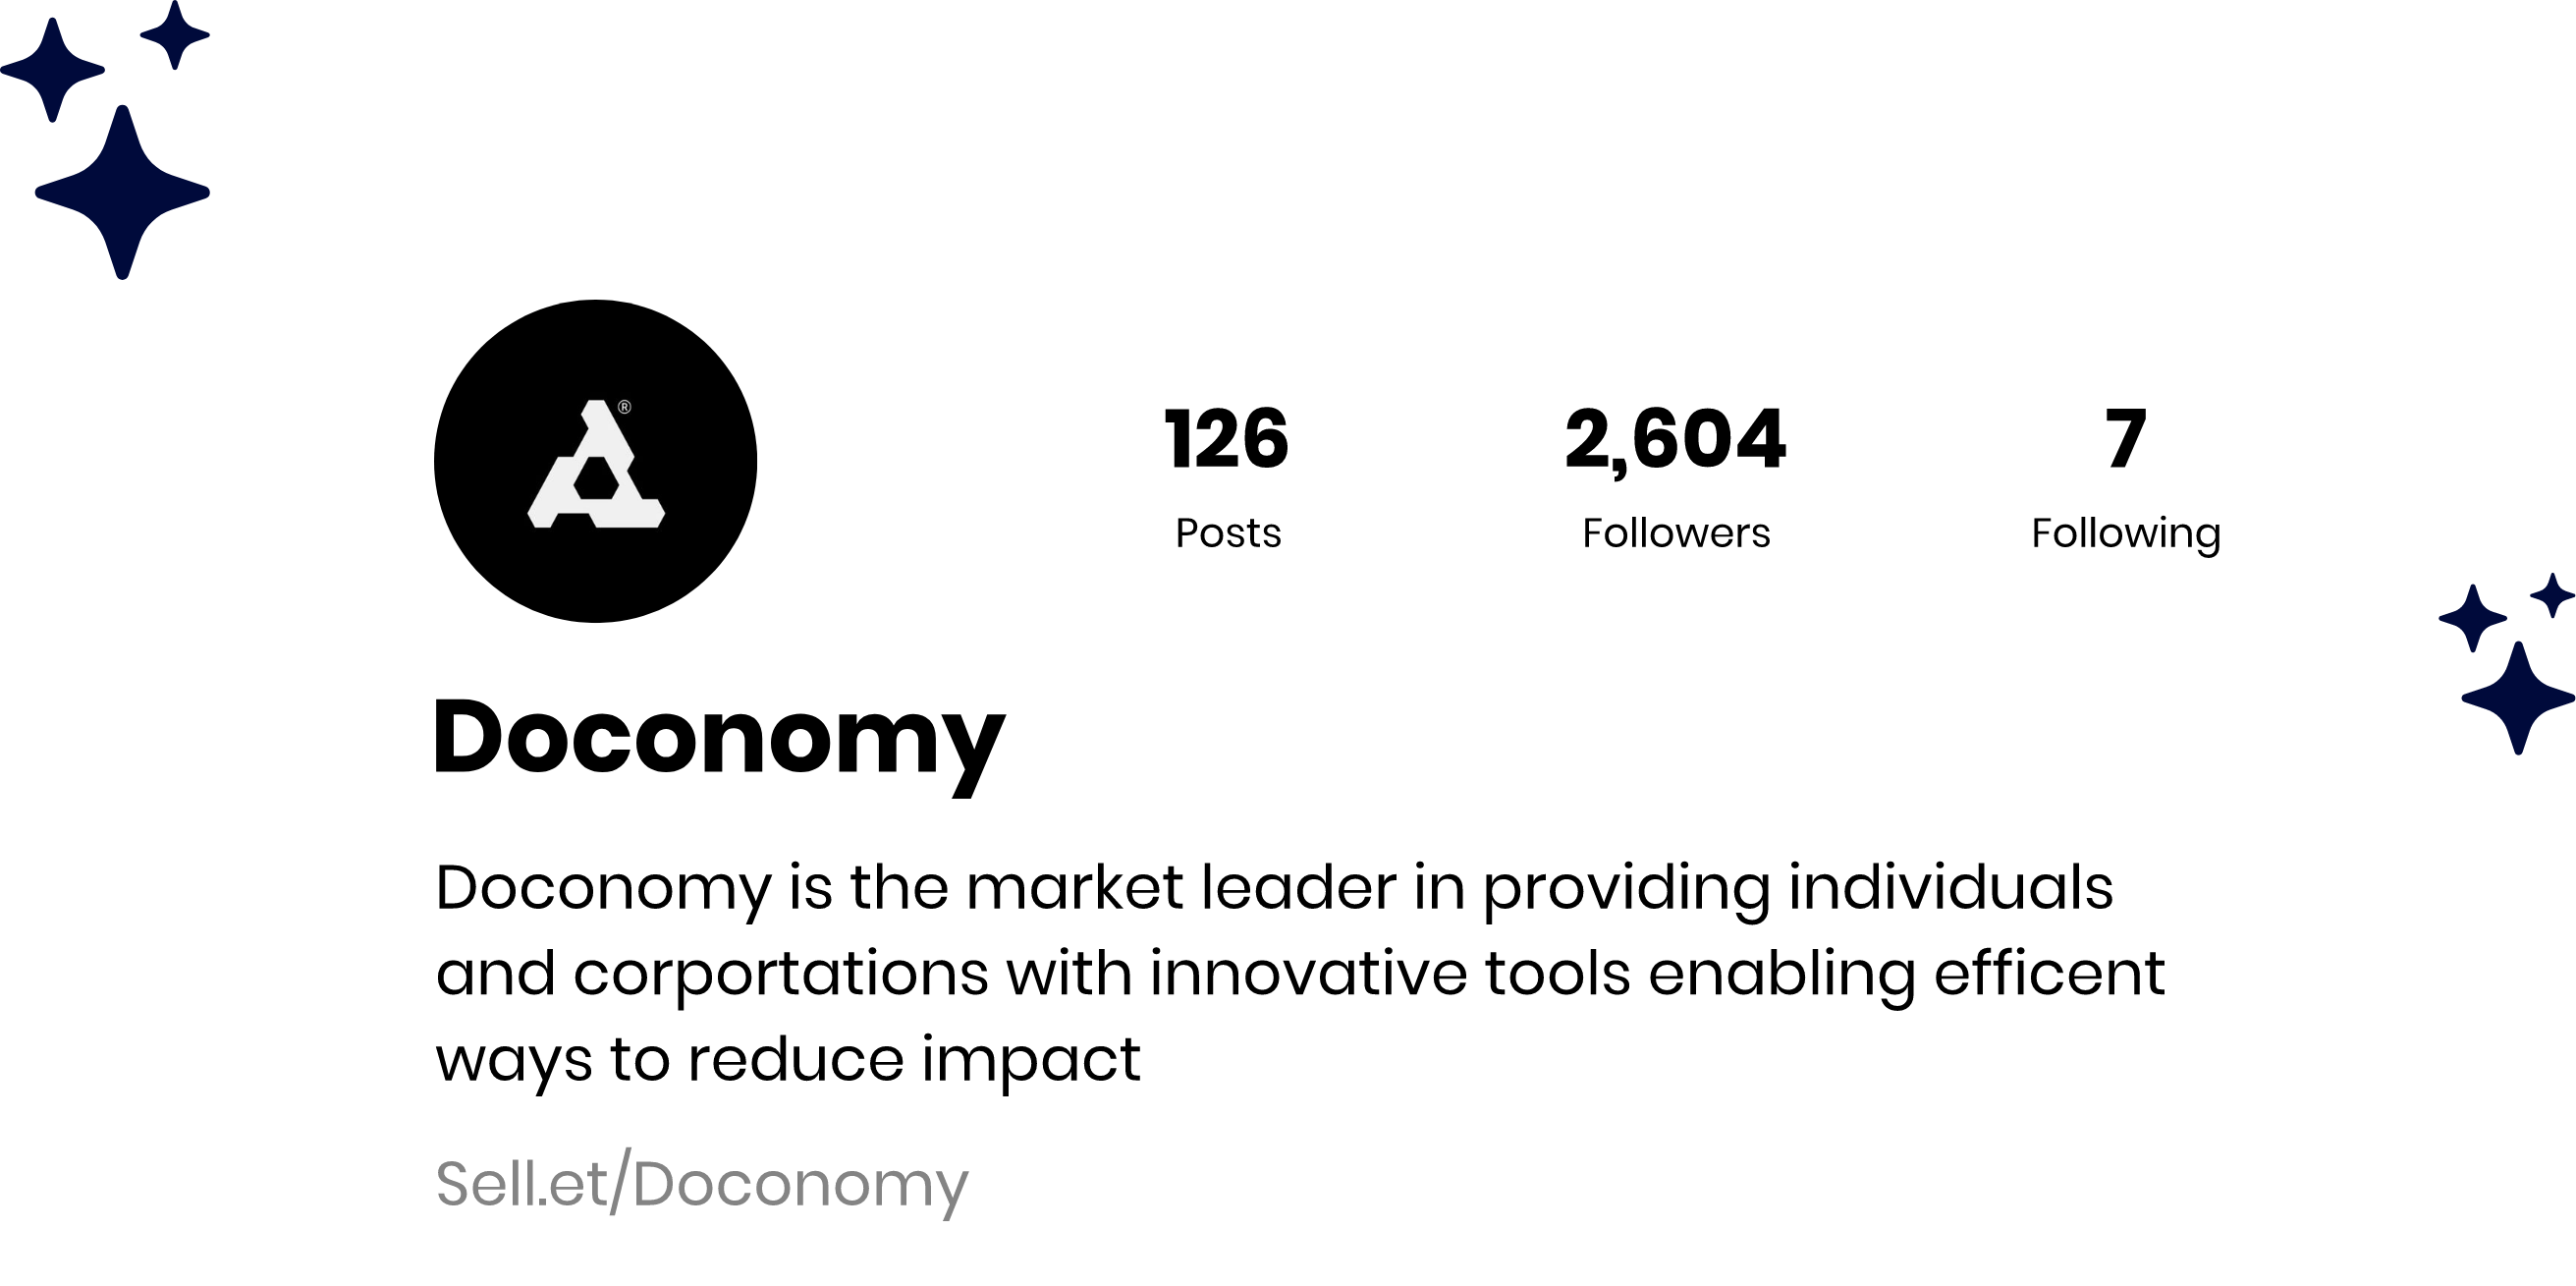 ®
126 2,604 7
Posts Followers Following
Doconomy
Doconomy is the market leader in providing individuals
and corportations with innovative tools enabling efficent
ways to reduce impact
Sell.et/Doconomy